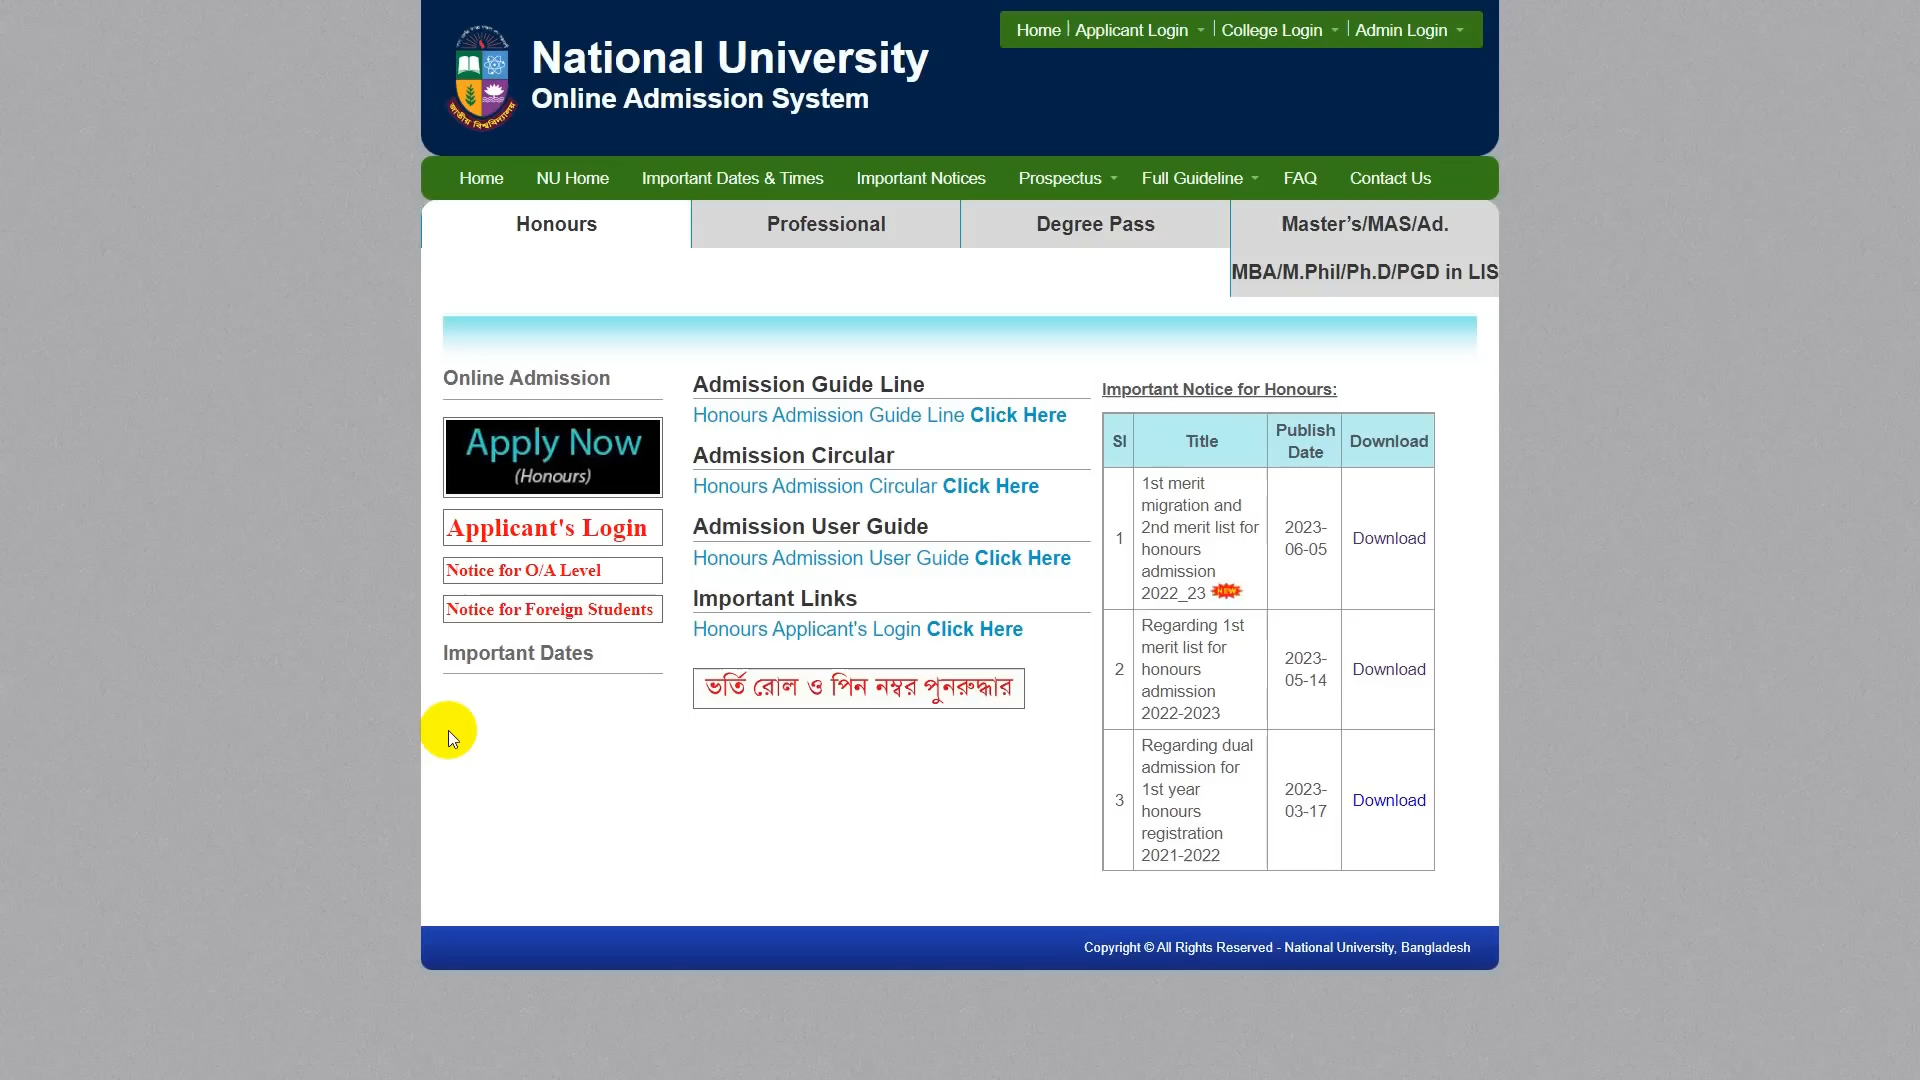 Home
Applicant Login
College Login
Admin Login
National University
Online Admission System
জাতীয় বিশ্ববিদ্যালয়
Home
NU Home
Important Dates & Times
Important Notices
Prospectus
Full Guideline
FAQ
Contact Us
Honours
Professional
Degree Pass
Master’s/MAS/Ad.
MBA/M.Phil/Ph.D/PGD in LIS
Online Admission
Apply Now
(Honours)
Applicant's Login
Notice for O/A Level
Notice for Foreign Students
Important Dates
Admission Guide Line
Honours Admission Guide Line Click Here
Admission Circular
Honours Admission Circular Click Here
Admission User Guide
Honours Admission User Guide Click Here
Important Links
Honours Applicant's Login Click Here
ভর্তি রোল ও পিন নম্বর পুনরুদ্ধার
Important Notice for Honours:
Sl
Title
Publish
Date
Download
1
1st merit
migration and
2nd merit list for
honours
admission
2022_23 NEW
2023-
06-05
Download
2
Regarding 1st
merit list for
honours
admission
2022-2023
2023-
05-14
Download
3
Regarding dual
admission for
1st year
honours
registration
2021-2022
2023-
03-17
Download
Copyright © All Rights Reserved - National University, Bangladesh